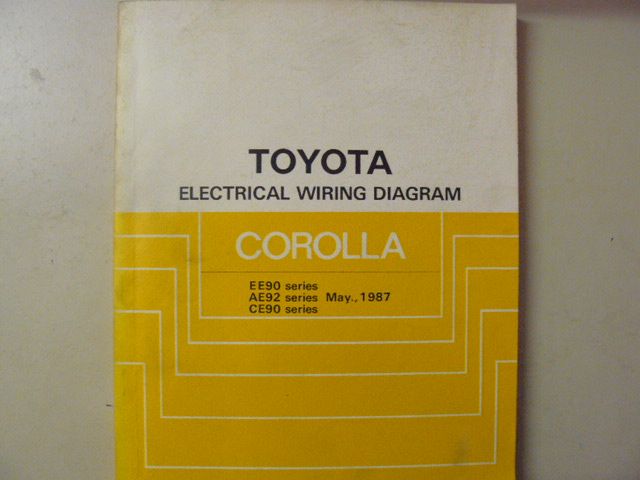 TOYOTA
ELECTRICAL WIRING DIAGRAM
COROLLA
EE90 series
AE92 series May.,1987
CE90 series